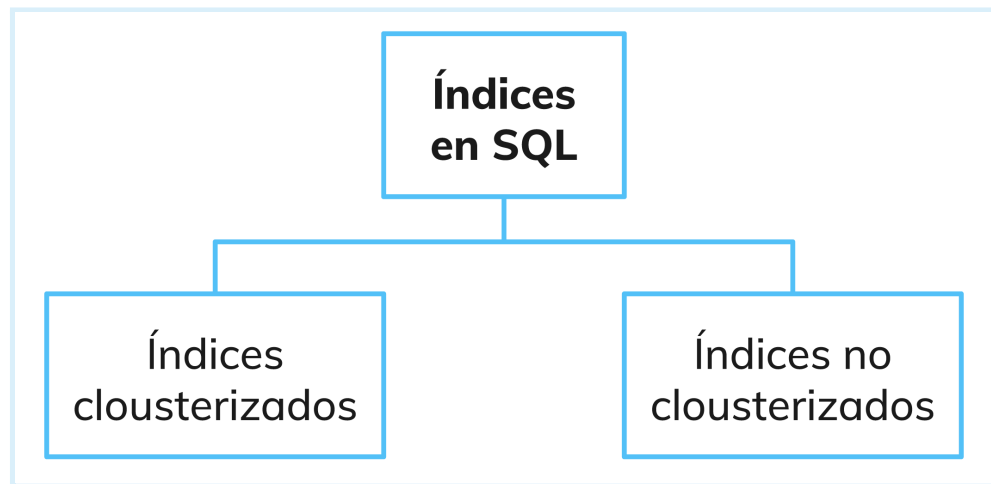 Índices
en SQL
Índices
clousterizados
Índices no
clousterizados